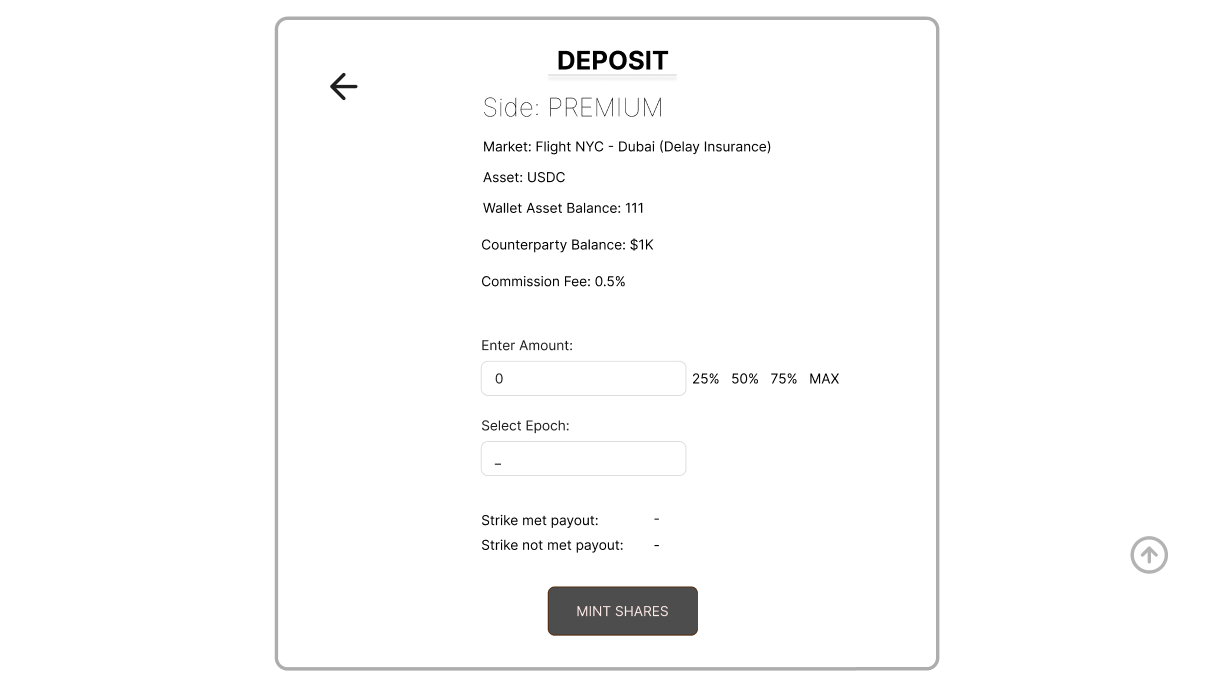 DEPOSIT
Side: PREMIUM
Market: Flight NYC - Dubai (Delay Insurance)
Asset: USDC
Wallet Asset Balance: 111
Counterparty Balance: $1K
Commission Fee: 0.5%
Enter Amount:
0 25% 50% 75% MAX
Select Epoch:
_
Strike met payout: -
Strike not met payout: -
MINT SHARES